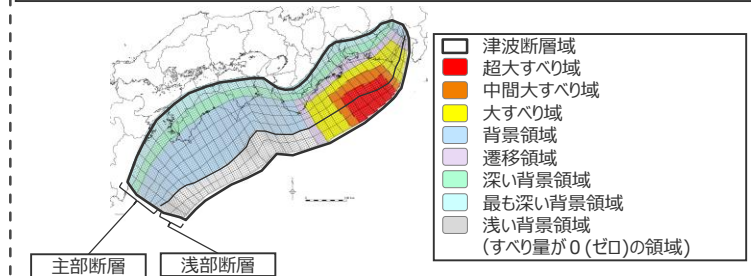 津波断層域
超大すべり域
中間大すべり域
大すべり域
背景領域
遷移領域
深い背景領域
最も深い背景領域
浅い背景領域
(すべり量が0(ゼロ)の領域)
主部断層
浅部断層